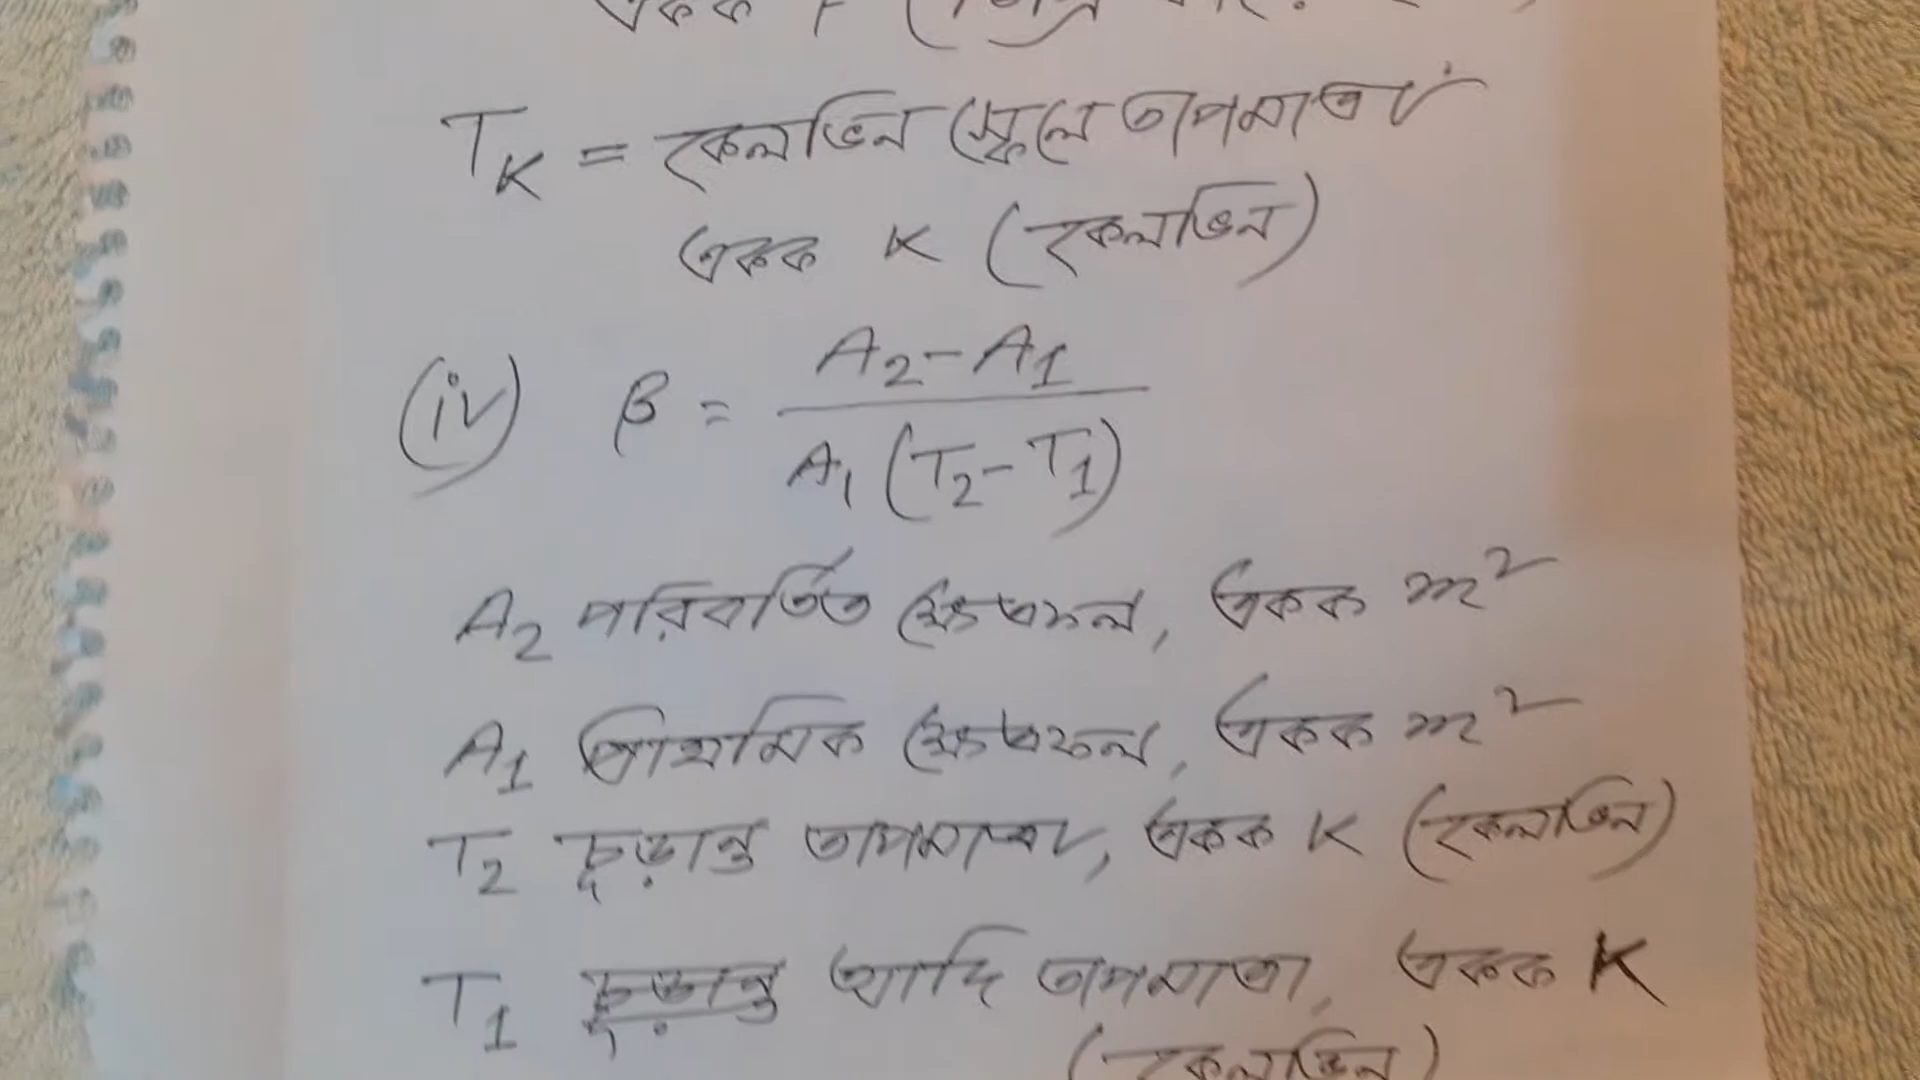 একক F (
T_K = কেলভিন স্কেলে তাপমাত্রা
একক K (কেলভিন)
(iv) β = (A₂ - A₁) / (A₁ (T₂ - T₁))
A₂ পরিবর্তিত ক্ষেত্রফল, একক m²
A₁ প্রাথমিক ক্ষেত্রফল, একক m²
T₂ চূড়ান্ত তাপমাত্রা, একক K (কেলভিন)
T₁ চূড়ান্ত আদি তাপমাত্রা, একক K
(কেলভিন)